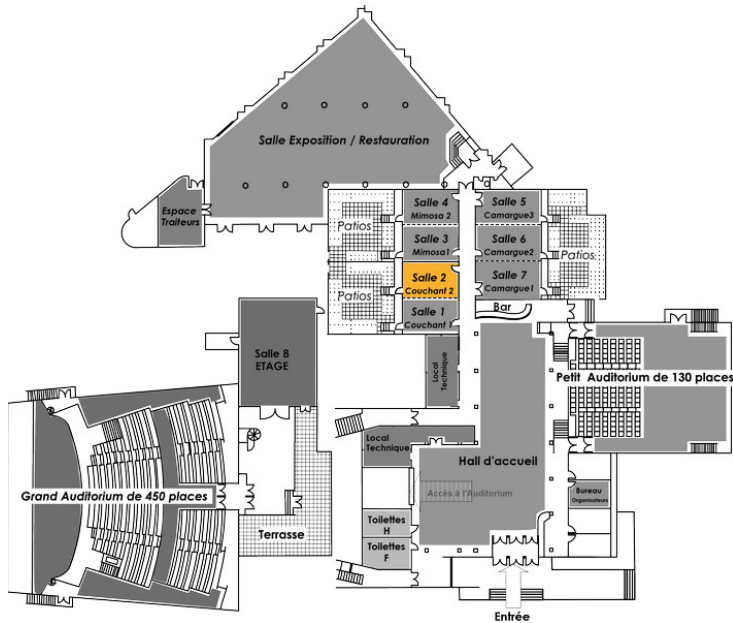 Salle Exposition / Restauration
Espace
Traiteurs
Patios
Salle 4
Mimosa 2
Salle 5
Camargue3
Salle 3
Mimosa1
Salle 6
Camargue2
Patios
Patios
Salle 2
Couchant 2
Salle 7
Camargue1
Salle 1
Couchant 1
Bar
Salle 8
ETAGE
Local
Technique
Petit Auditorium de 130 places
Local
Technique
Hall d'accueil
Grand Auditorium de 450 places
Accès à l'Auditorium
Bureau
Organisateurs
Terrasse
Toilettes
H
Toilettes
F
Entrée